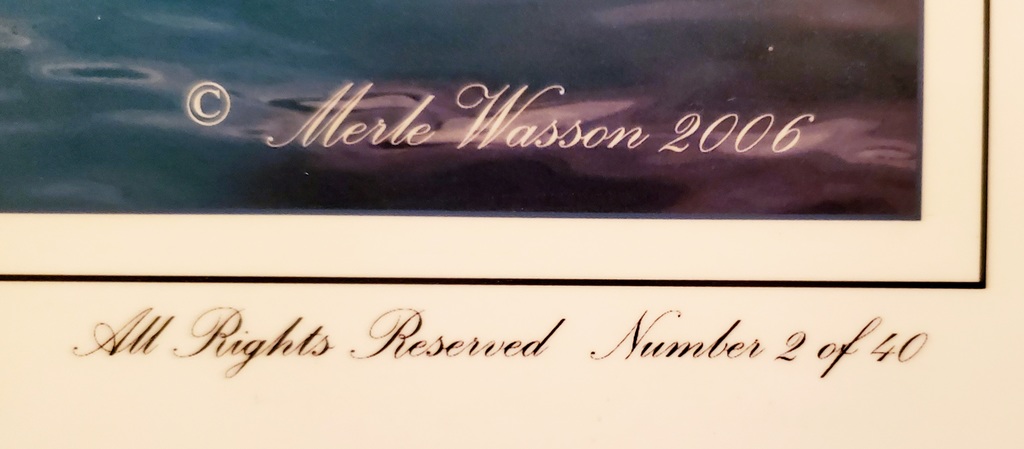 © Merle Wasson 2006
All Rights Reserved Number 2 of 40